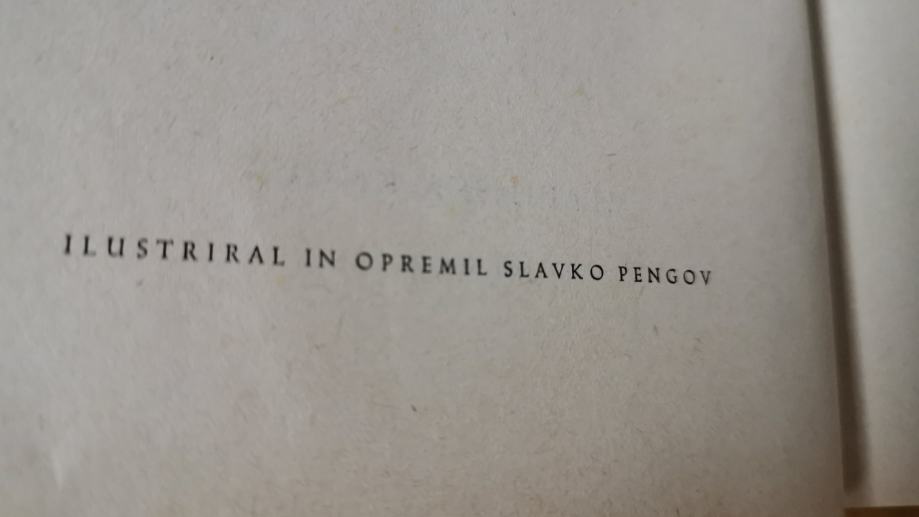 ILUSTRIRAL IN OPREMIL SLAVKO PENGOV